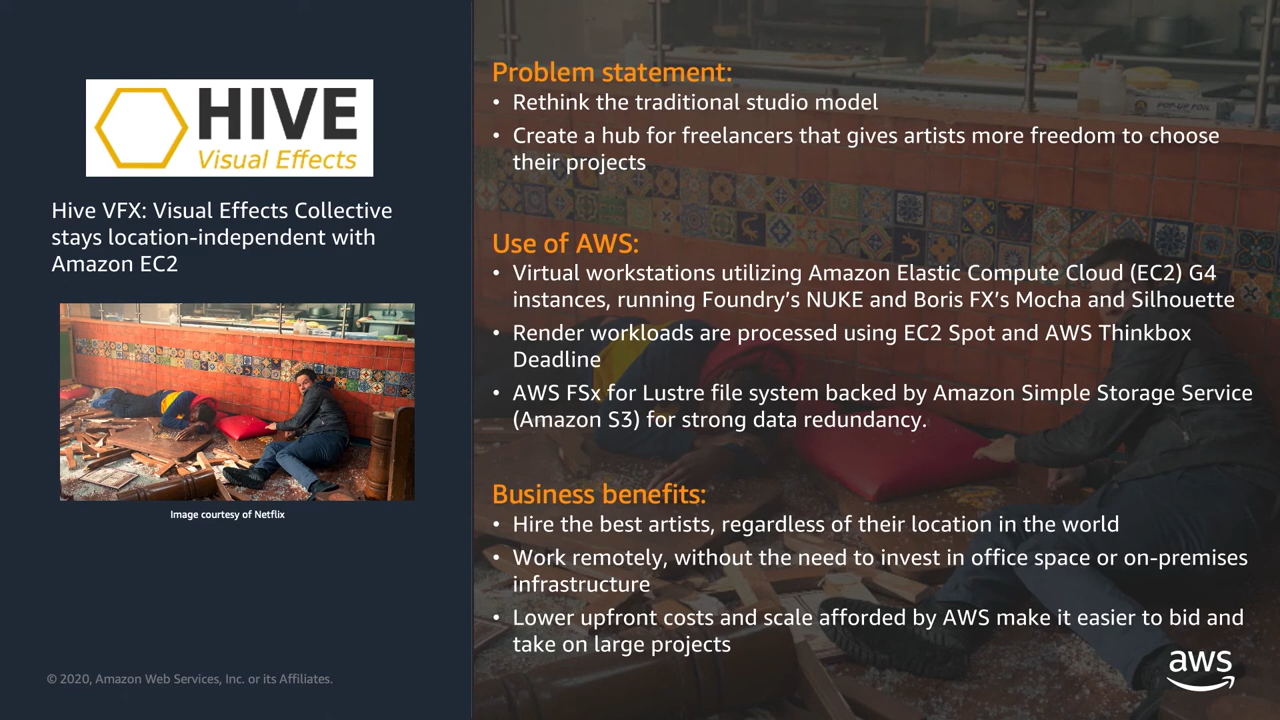 HIVE
Visual Effects
Hive VFX: Visual Effects Collective
stays location-independent with
Amazon EC2
Image courtesy of Netflix
© 2020, Amazon Web Services, Inc. or its Affiliates.
Problem statement:
• Rethink the traditional studio model
• Create a hub for freelancers that gives artists more freedom to choose
their projects
Use of AWS:
• Virtual workstations utilizing Amazon Elastic Compute Cloud (EC2) G4
instances, running Foundry’s NUKE and Boris FX’s Mocha and Silhouette
• Render workloads are processed using EC2 Spot and AWS Thinkbox
Deadline
• AWS FSx for Lustre file system backed by Amazon Simple Storage Service
(Amazon S3) for strong data redundancy.
Business benefits:
• Hire the best artists, regardless of their location in the world
• Work remotely, without the need to invest in office space or on-premises
infrastructure
• Lower upfront costs and scale afforded by AWS make it easier to bid and
take on large projects
aws
POP-UP FOIL